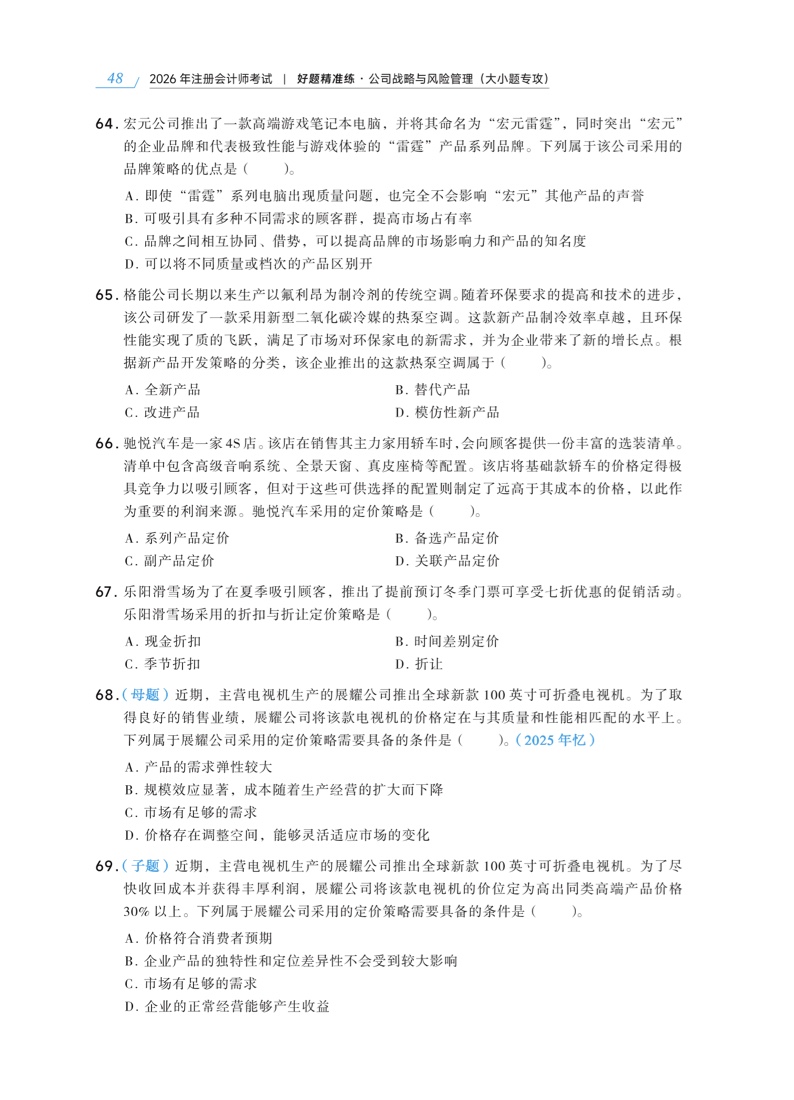 48 2026 年注册会计师考试 | 好题精准练 · 公司战略与风险管理（大小题专攻）
64. 宏元公司推出了一款高端游戏笔记本电脑，并将其命名为“宏元雷霆”，同时突出“宏元”
的企业品牌和代表极致性能与游戏体验的“雷霆”产品系列品牌。下列属于该公司采用的
品牌策略的优点是（ ）。
A. 即使“雷霆”系列电脑出现质量问题，也完全不会影响“宏元”其他产品的声誉
B. 可吸引具有多种不同需求的顾客群，提高市场占有率
C. 品牌之间相互协同、借势，可以提高品牌的市场影响力和产品的知名度
D. 可以将不同质量或档次的产品区别开
65. 格能公司长期以来生产以氟利昂为制冷剂的传统空调。随着环保要求的提高和技术的进步，
该公司研发了一款采用新型二氧化碳冷媒的热泵空调。这款新产品制冷效率卓越，且环保
性能实现了质的飞跃，满足了市场对环保家电的新需求，并为企业带来了新的增长点。根
据新产品开发策略的分类，该企业推出的这款热泵空调属于（ ）。
A. 全新产品 B. 替代产品
C. 改进产品 D. 模仿性新产品
66. 驰悦汽车是一家 4S 店。该店在销售其主力家用轿车时，会向顾客提供一份丰富的选装清单。
清单中包含高级音响系统、全景天窗、真皮座椅等配置。该店将基础款轿车的价格定得极
具竞争力以吸引顾客，但对于这些可供选择的配置则制定了远高于其成本的价格，以此作
为重要的利润来源。驰悦汽车采用的定价策略是（ ）。
A. 系列产品定价 B. 备选产品定价
C. 副产品定价 D. 关联产品定价
67. 乐阳滑雪场为了在夏季吸引顾客，推出了提前预订冬季门票可享受七折优惠的促销活动。
乐阳滑雪场采用的折扣与折让定价策略是（ ）。
A. 现金折扣 B. 时间差别定价
C. 季节折扣 D. 折让
68.（母题）近期，主营电视机生产的展耀公司推出全球新款 100 英寸可折叠电视机。为了取
得良好的销售业绩，展耀公司将该款电视机的价格定在与其质量和性能相匹配的水平上。
下列属于展耀公司采用的定价策略需要具备的条件是（ ）。（2025 年忆）
A. 产品的需求弹性较大
B. 规模效应显著，成本随着生产经营的扩大而下降
C. 市场有足够的需求
D. 价格存在调整空间，能够灵活适应市场的变化
69.（子题）近期，主营电视机生产的展耀公司推出全球新款 100 英寸可折叠电视机。为了尽
快收回成本并获得丰厚利润，展耀公司将该款电视机的价位定为高出同类高端产品价格
30% 以上。下列属于展耀公司采用的定价策略需要具备的条件是（ ）。
A. 价格符合消费者预期
B. 企业产品的独特性和定位差异性不会受到较大影响
C. 市场有足够的需求
D. 企业的正常经营能够产生收益